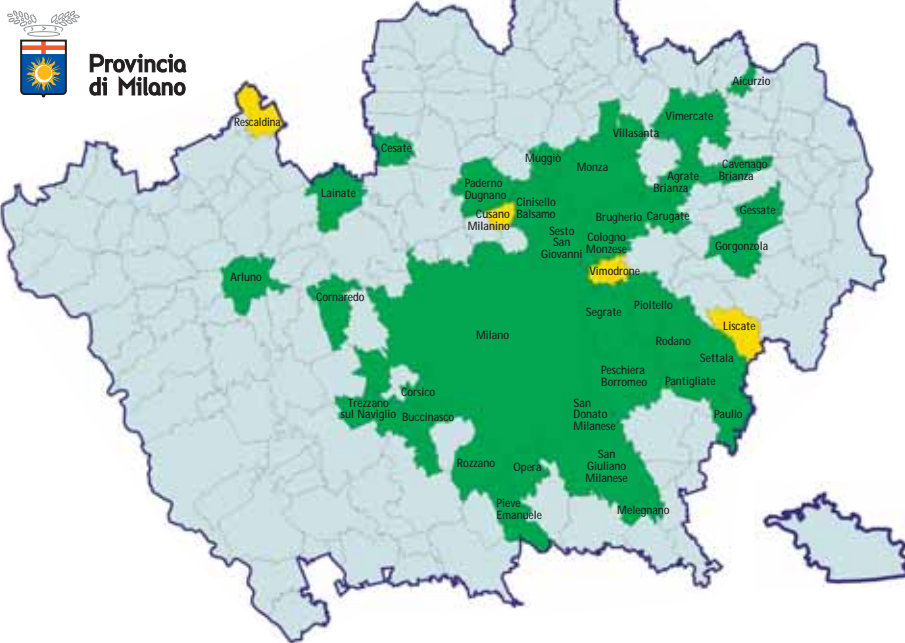 Provincia
di Milano
Aicurzio
Rescaldina
Vimercate
Villasanta
Cesate
Muggiò
Monza
Cavenago
Brianza
Agrate
Brianza
Lainate
Paderno
Dugnano
Cinisello
Balsamo
Cusano
Milanino
Brugherio
Carugate
Gessate
Sesto
San
Giovanni
Cologno
Monzese
Gorgonzola
Vimodrone
Arluno
Cornaredo
Segrate
Pioltello
Liscate
Milano
Rodano
Settala
Peschiera
Borromeo
Pantigliate
Corsico
Trezzano
sul Naviglio
Buccinasco
San
Donato
Milanese
Paullo
Rozzano
Opera
San
Giuliano
Milanese
Pieve
Emanuele
Melegnano